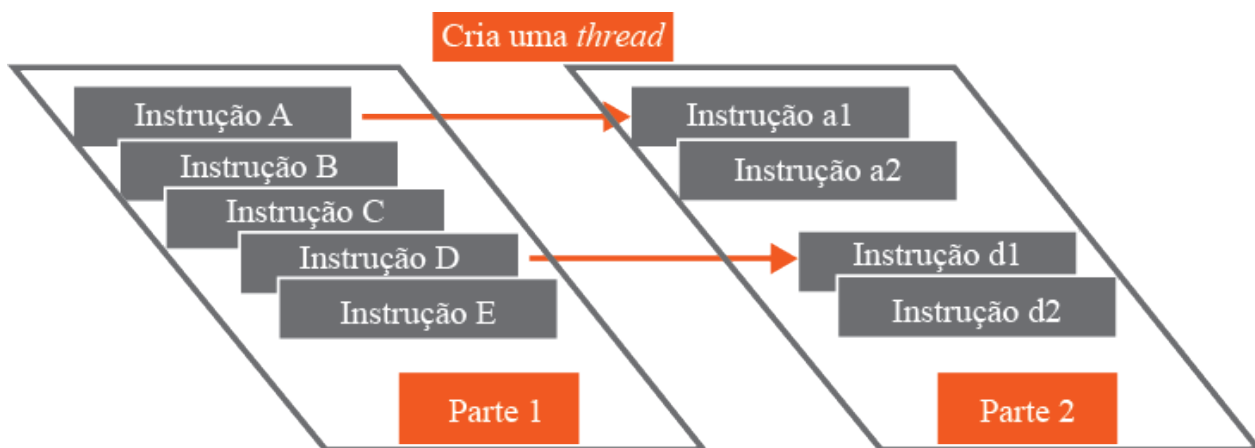 Cria uma thread
Instrução A
Instrução B
Instrução C
Instrução D
Instrução E
Parte 1
Instrução a1
Instrução a2
Instrução d1
Instrução d2
Parte 2